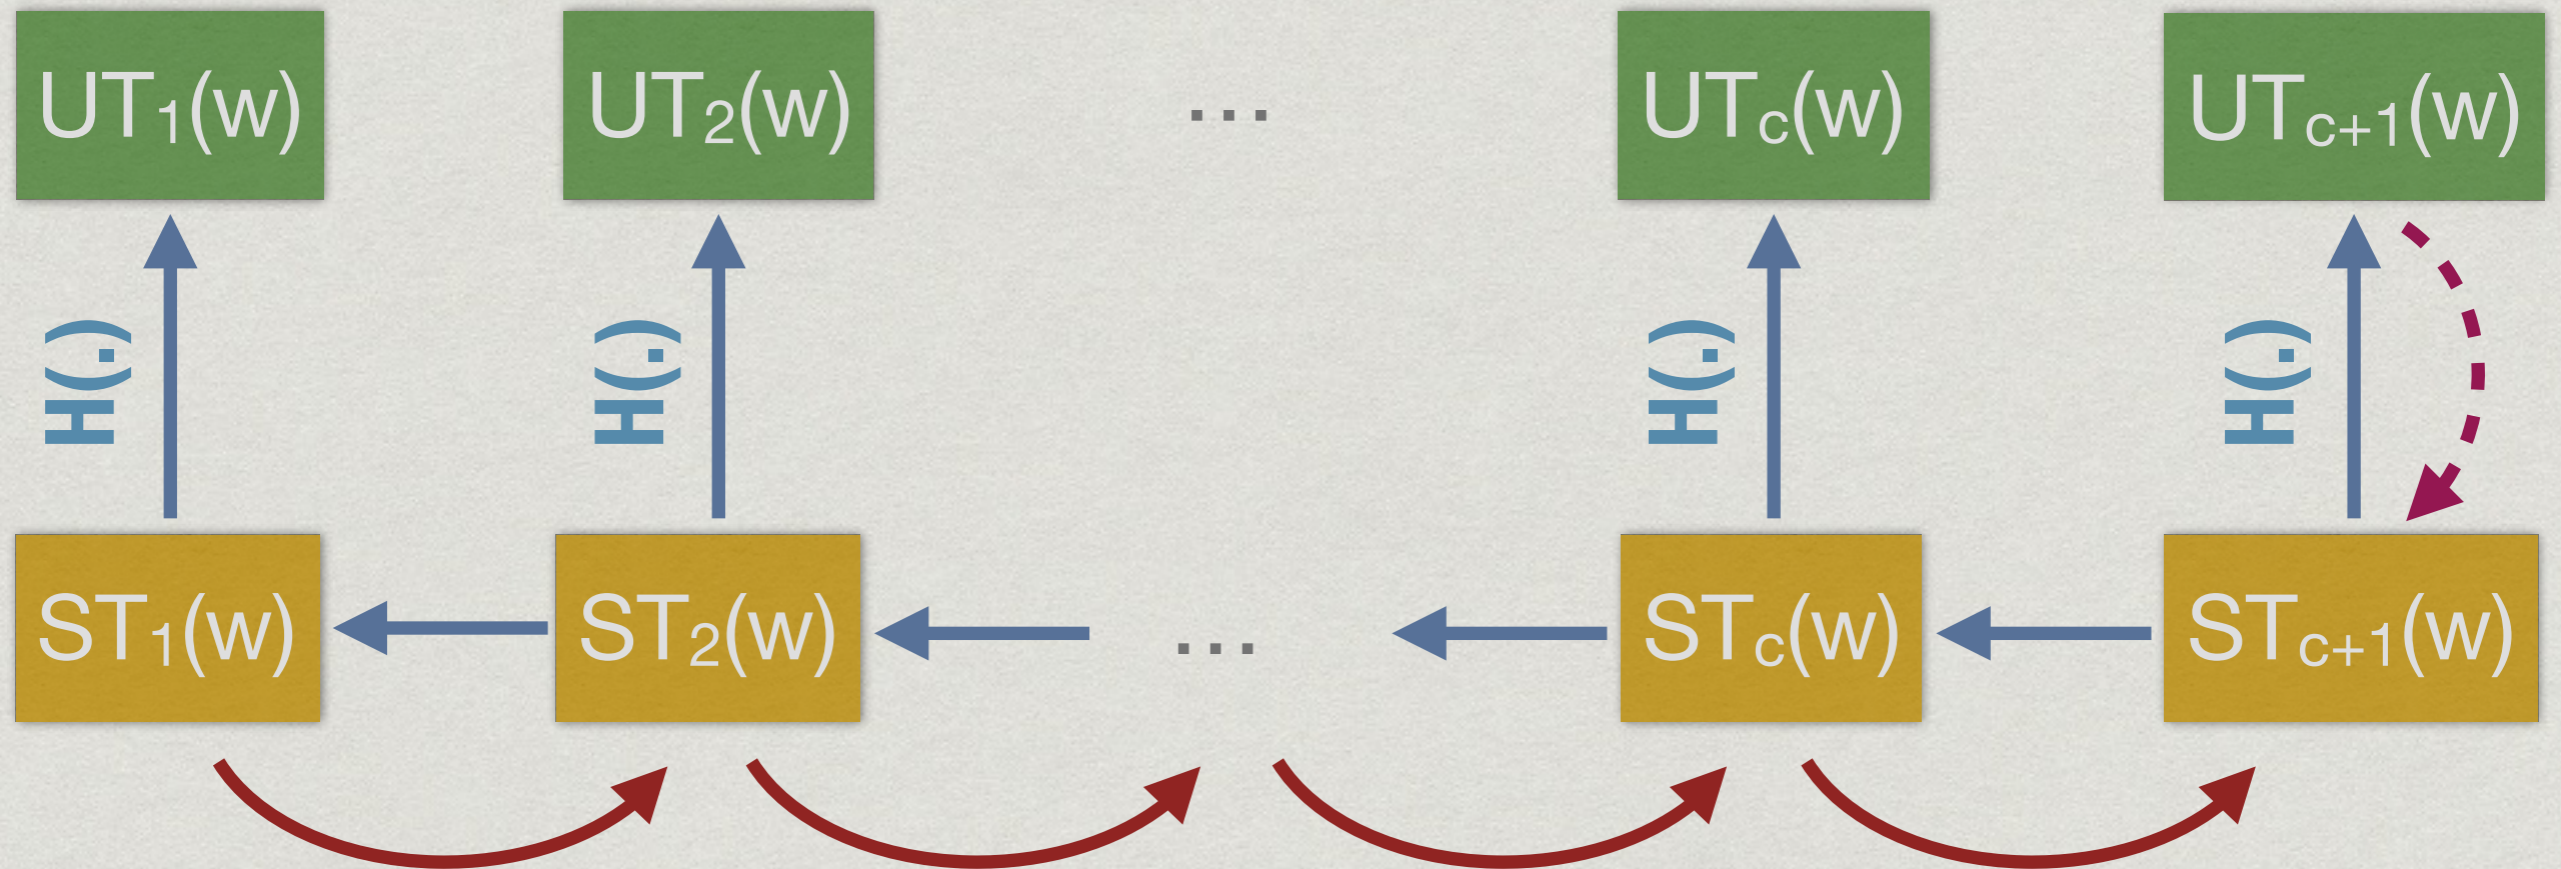 UT₁(w) UT₂(w) ... UTc(w) UTc+1(w)
H(.) H(.) H(.) H(.)
ST₁(w) ST₂(w) ... STc(w) STc+1(w)